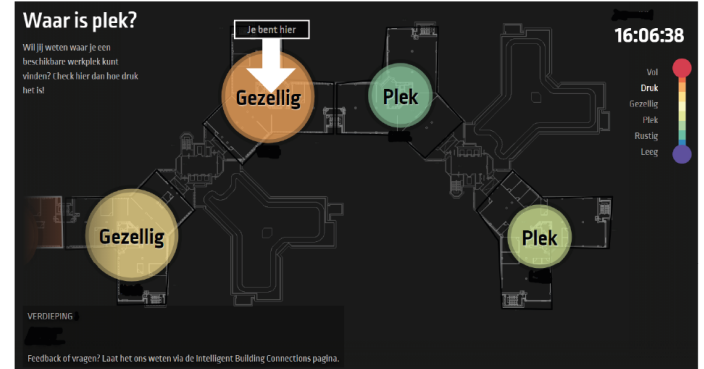 Waar is plek?
Wil jij weten waar je een
beschikbare werkplek kunt
vinden? Check hier dan hoe druk
het is!
Je bent hier
16:06:38
Gezellig
Plek
Vol
Druk
Gezellig
Plek
Rustig
Leeg
Gezellig
Plek
VERDIEPING
Feedback of vragen? Laat het ons weten via de Intelligent Building Connections pagina.